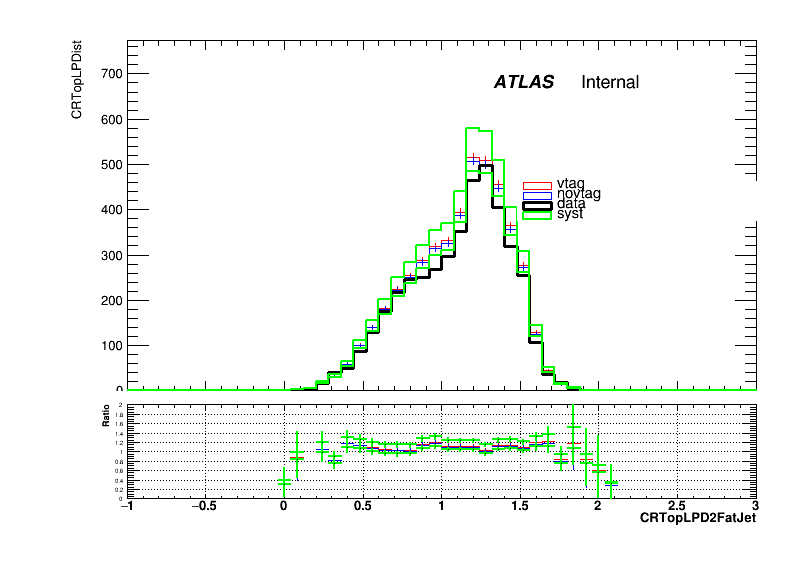 CRTopLPDist
ATLAS Internal
700
600
500
400
300
200
100
0
vtag
novtag
data
syst
Ratio
2
1.8
1.6
1.4
1.2
1
0.8
0.6
0.4
0.2
0
−1 −0.5 0 0.5 1 1.5 2 2.5 3
CRTopLPD2FatJet